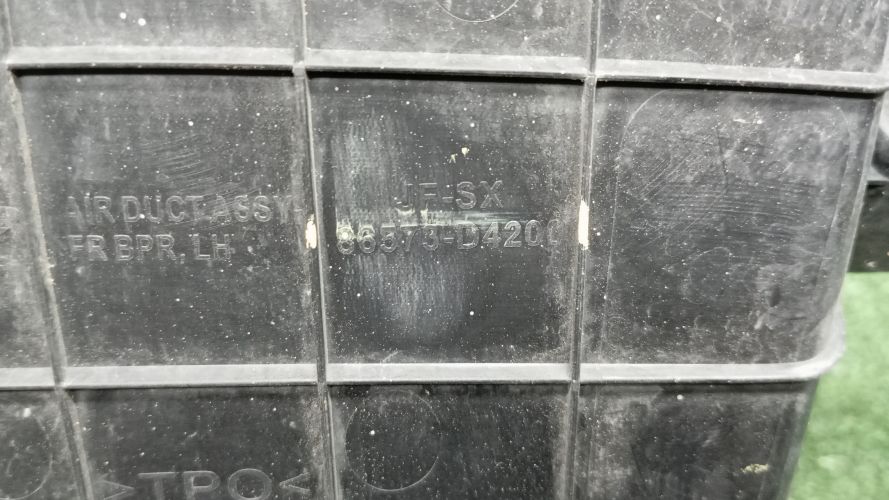 AIR DUCT ASSY-
FR BPR, LH
JF-SX
86573-D4200
>TPO<